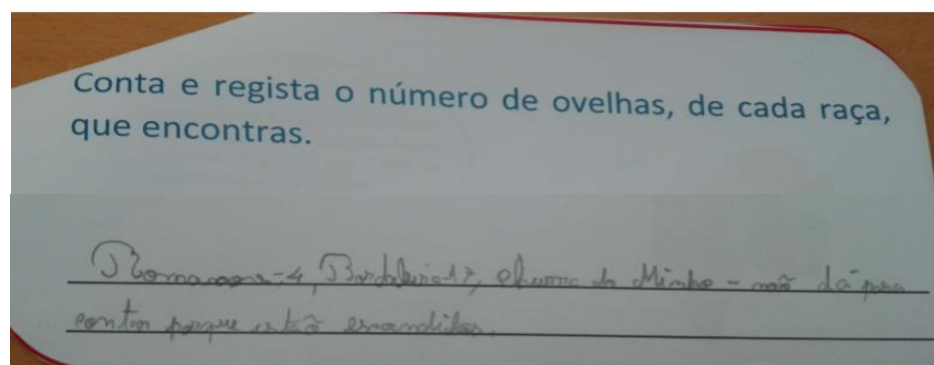 Conta e regista o número de ovelhas, de cada raça,
que encontras.
Romanas-4, Bordaleira-17, churra do Minho - não dá para
contar porque estão escondidas.